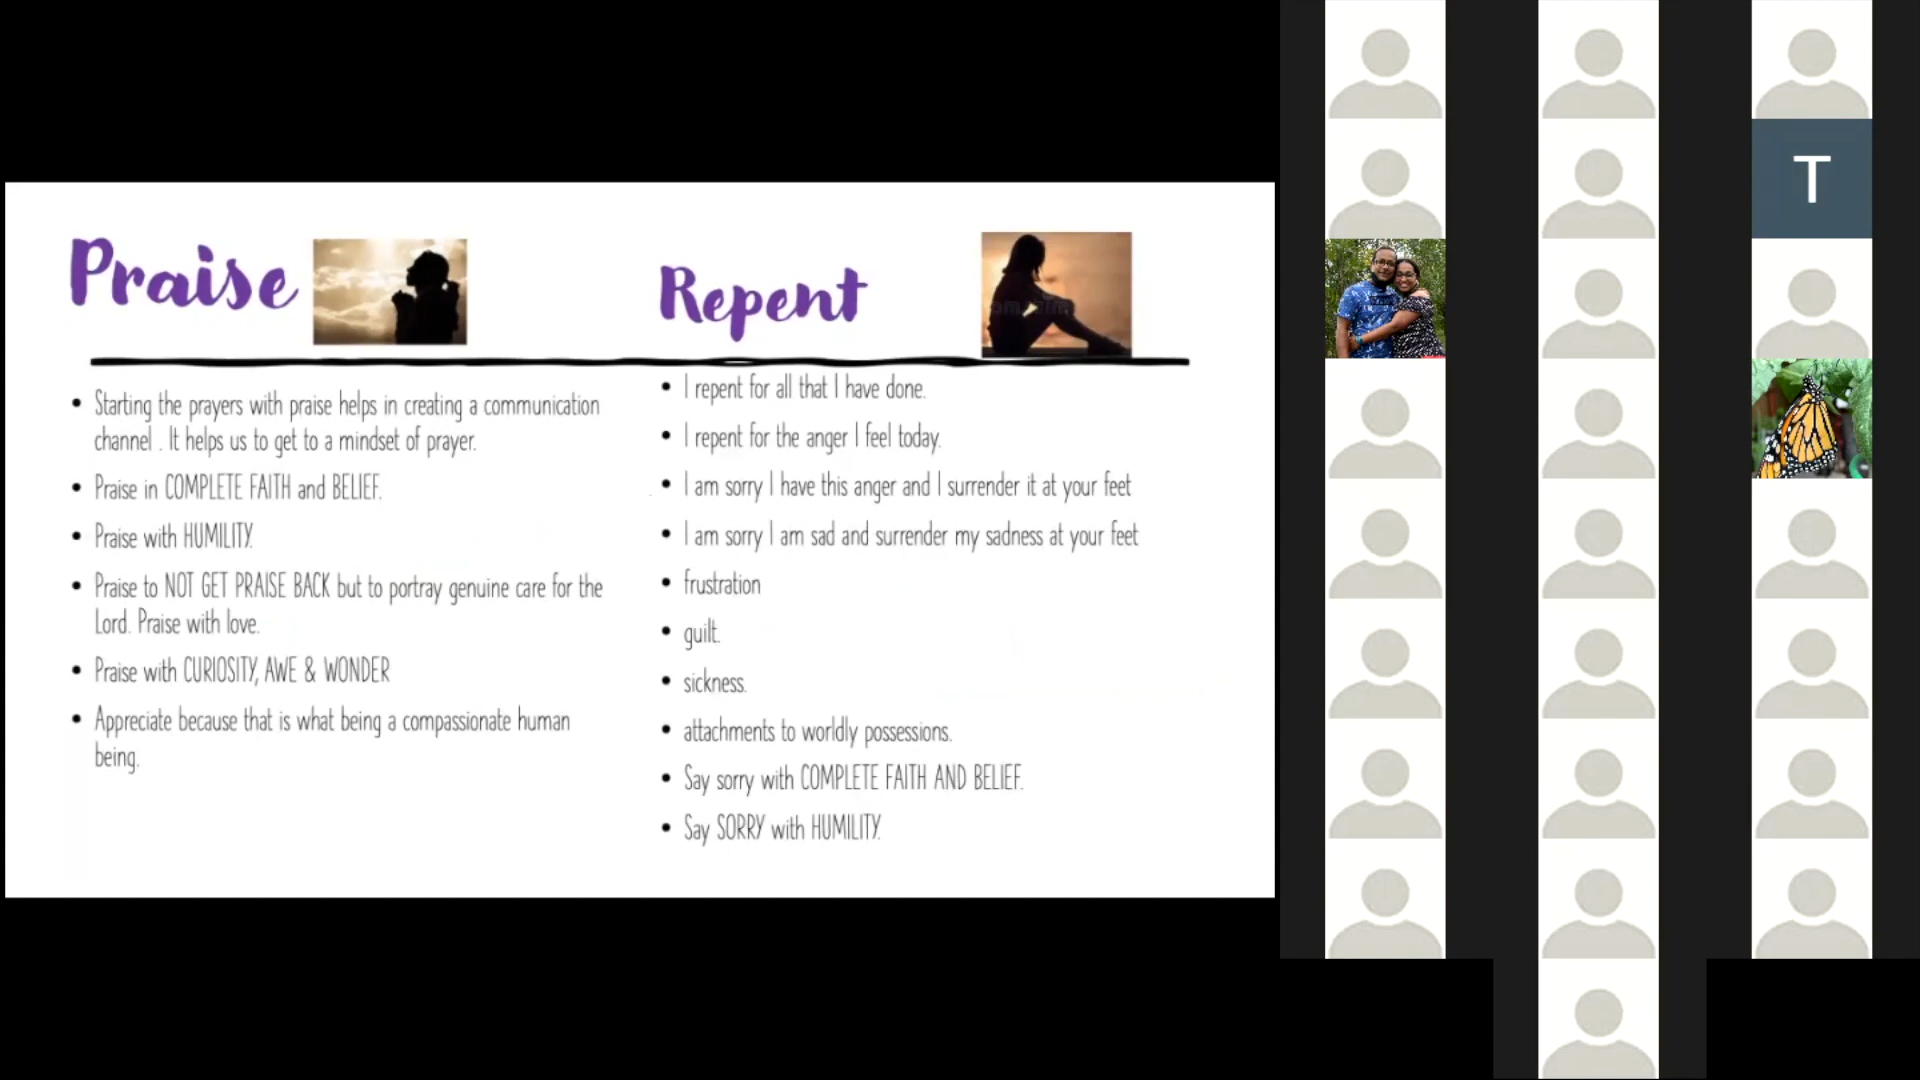 Praise
Starting the prayers with praise helps in creating a communication
channel . It helps us to get to a mindset of prayer.
Praise in COMPLETE FAITH and BELIEF.
Praise with HUMILITY.
Praise to NOT GET PRAISE BACK but to portray genuine care for the
Lord. Praise with love.
Praise with CURIOSITY, AWE & WONDER
Appreciate because that is what being a compassionate human
being.
Repent
I repent for all that I have done.
I repent for the anger I feel today.
I am sorry I have this anger and I surrender it at your feet
I am sorry I am sad and surrender my sadness at your feet
frustration
guilt.
sickness.
attachments to worldly possessions.
Say sorry with COMPLETE FAITH AND BELIEF.
Say SORRY with HUMILITY.
T